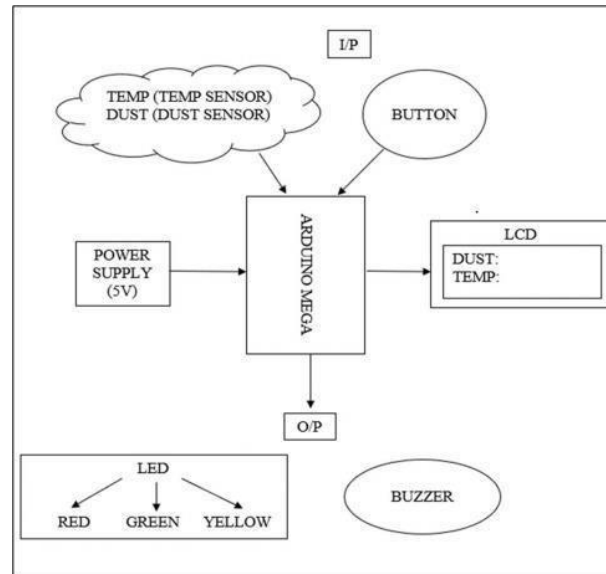 I/P
TEMP (TEMP SENSOR)
DUST (DUST SENSOR)
BUTTON
ARDUINO MEGA
POWER
SUPPLY
(5V)
LCD
DUST:
TEMP:
O/P
LED
RED GREEN YELLOW
BUZZER